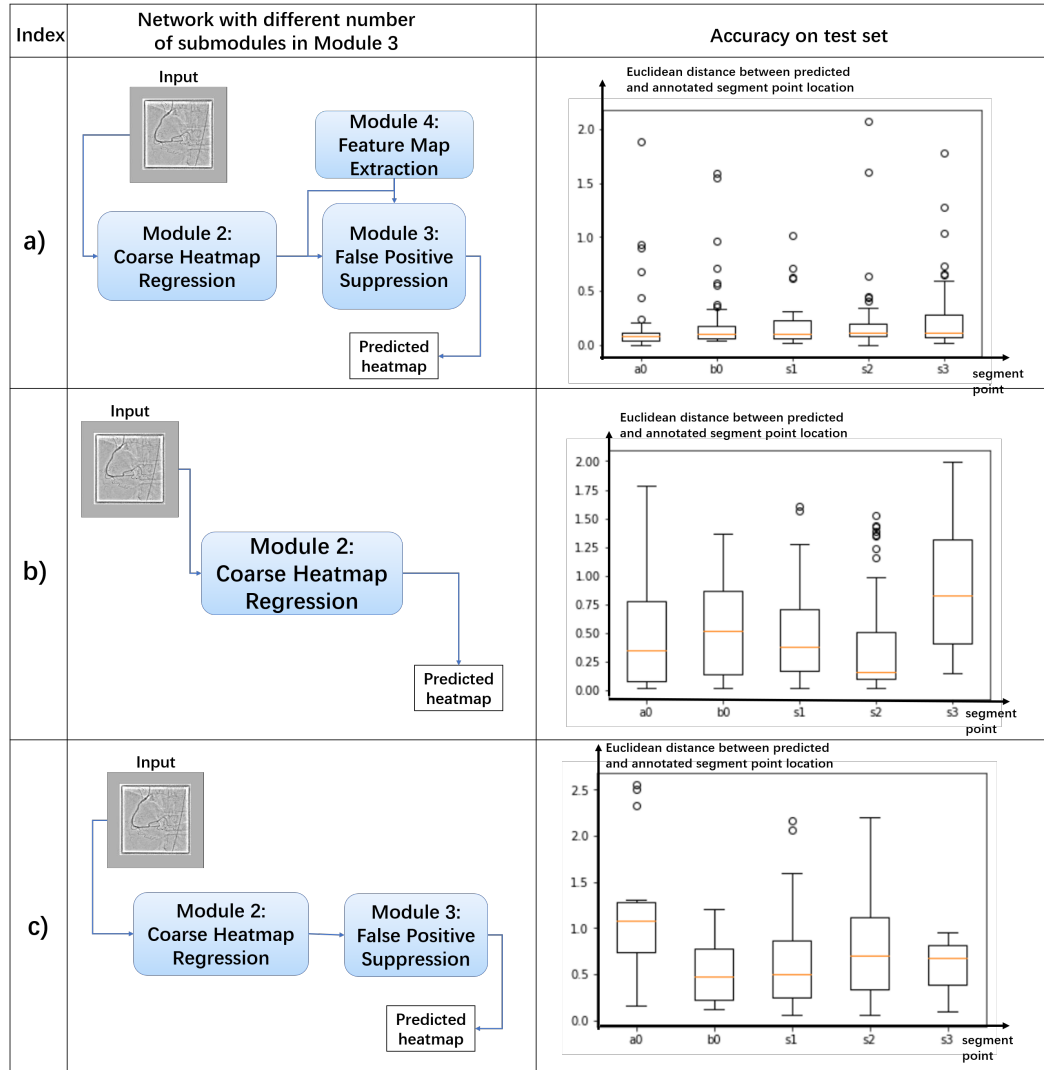 Index
Network with different number
of submodules in Module 3
Accuracy on test set
a)
Input
Module 4:
Feature Map
Extraction
Module 2:
Coarse Heatmap
Regression
Module 3:
False Positive
Suppression
Predicted
heatmap
Euclidean distance between predicted
and annotated segment point location
2.0
1.5
1.0
0.5
0.0
a0 b0 s1 s2 s3
segment
point
b)
Input
Module 2:
Coarse Heatmap
Regression
Predicted
heatmap
Euclidean distance between predicted
and annotated segment point location
2.00
1.75
1.50
1.25
1.00
0.75
0.50
0.25
0.00
a0 b0 s1 s2 s3
segment
point
c)
Input
Module 2:
Coarse Heatmap
Regression
Module 3:
False Positive
Suppression
Predicted
heatmap
Euclidean distance between predicted
and annotated segment point location
2.5
2.0
1.5
1.0
0.5
0.0
a0 b0 s1 s2 s3
segment
point